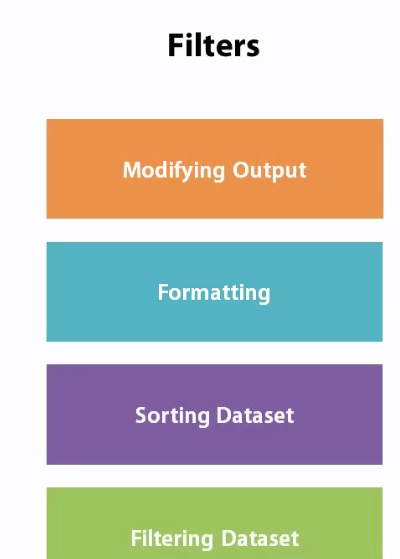 Filters
Modifying Output
Formatting
Sorting Dataset
Filtering Dataset